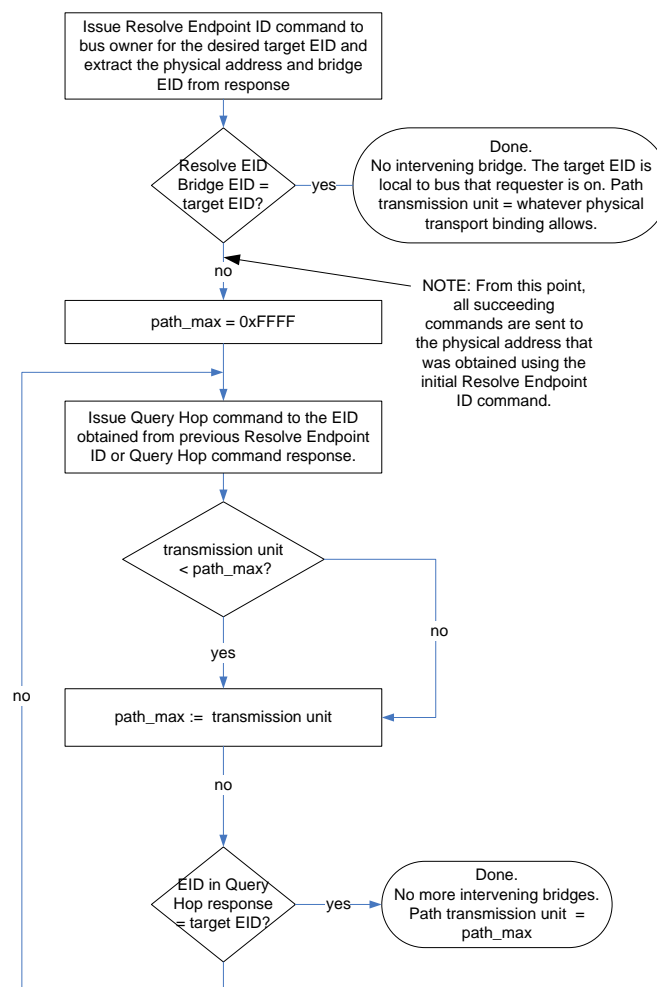 Issue Resolve Endpoint ID command to
bus owner for the desired target EID and
extract the physical address and bridge
EID from response
Resolve EID
Bridge EID =
target EID?
yes
Done.
No intervening bridge. The target EID is
local to bus that requester is on. Path
transmission unit = whatever physical
transport binding allows.
no
NOTE: From this point,
all succeeding
commands are sent to
the physical address that
was obtained using the
initial Resolve Endpoint
ID command.
path_max = 0xFFFF
Issue Query Hop command to the EID
obtained from previous Resolve Endpoint
ID or Query Hop command response.
transmission unit
< path_max?
no
yes
no
path_max := transmission unit
no
EID in Query
Hop response
= target EID?
yes
Done.
No more intervening bridges.
Path transmission unit =
path_max